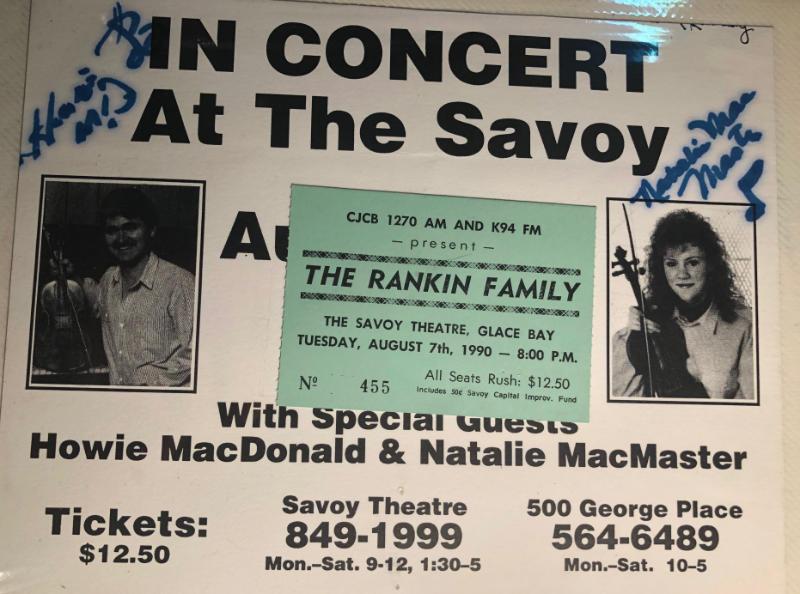 IN CONCERT
At The Savoy
Natalie Mac
Master
CJCB 1270 AM AND K94 FM
— present —
THE RANKIN FAMILY
THE SAVOY THEATRE, GLACE BAY
TUESDAY, AUGUST 7th, 1990 — 8:00 P.M.
All Seats Rush: $12.50
Includes 50¢ Savoy Capital Improv. Fund
Nº 455
With Special Guests
Howie MacDonald & Natalie MacMaster
Tickets:
$12.50
Savoy Theatre
849-1999
Mon.–Sat. 9-12, 1:30–5
500 George Place
564-6489
Mon.–Sat. 10–5